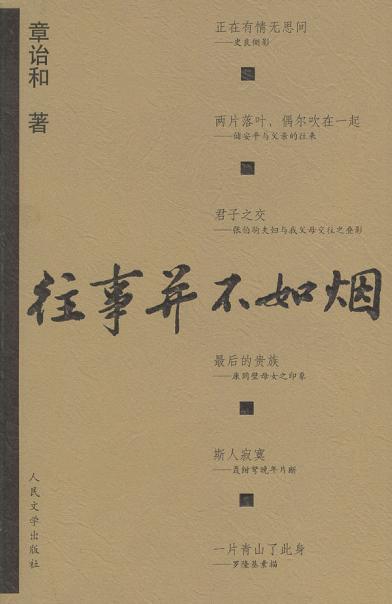 章诒和 著
正在有情无思间
——史良侧影
两片落叶，偶尔吹在一起
——储安平与父亲的往来
君子之交
——张伯驹夫妇与我父母交往之叠影
往事并不如烟
最后的贵族
——康同璧母女之印象
斯人寂寞
——聂绀弩晚年片断
一片青山了此身
——罗隆基素描
人民文学出版社